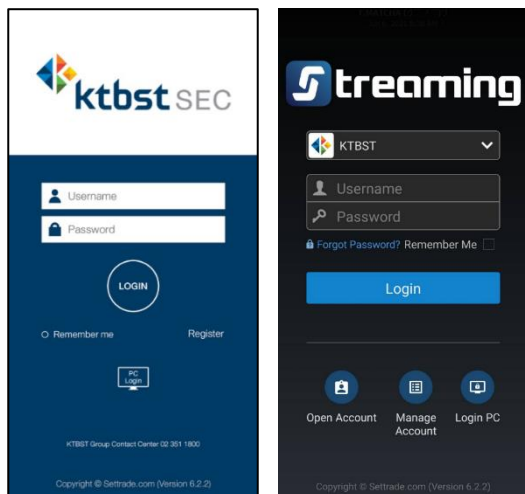 ktbst SEC
Username
Password
LOGIN
Remember me
Register
PC
Login
KTBST Group Contact Center 02 351 1800
Copyright © Settrade.com (Version 6.2.2)
Streaming
KTBST
Username
Password
Forgot Password? Remember Me
Login
Open Account
Manage
Account
Login PC
Copyright © Settrade.com (Version 6.2.2)